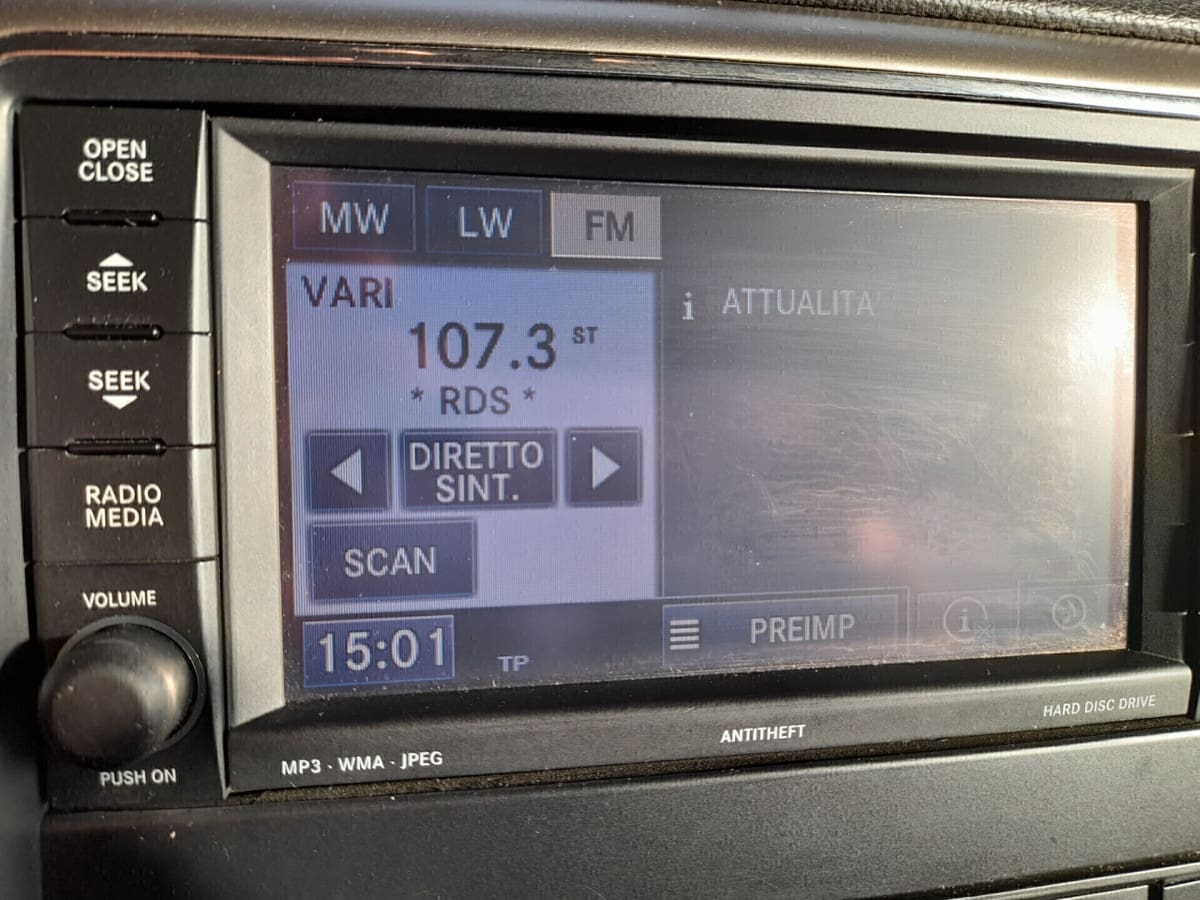 OPEN
CLOSE
SEEK
SEEK
RADIO
MEDIA
VOLUME
PUSH ON
MW LW FM
VARI
107.3 ST
* RDS *
DIRETTO
SINT.
SCAN
i ATTUALITA'
15:01 TP PREIMP i
MP3 · WMA · JPEG ANTITHEFT HARD DISC DRIVE